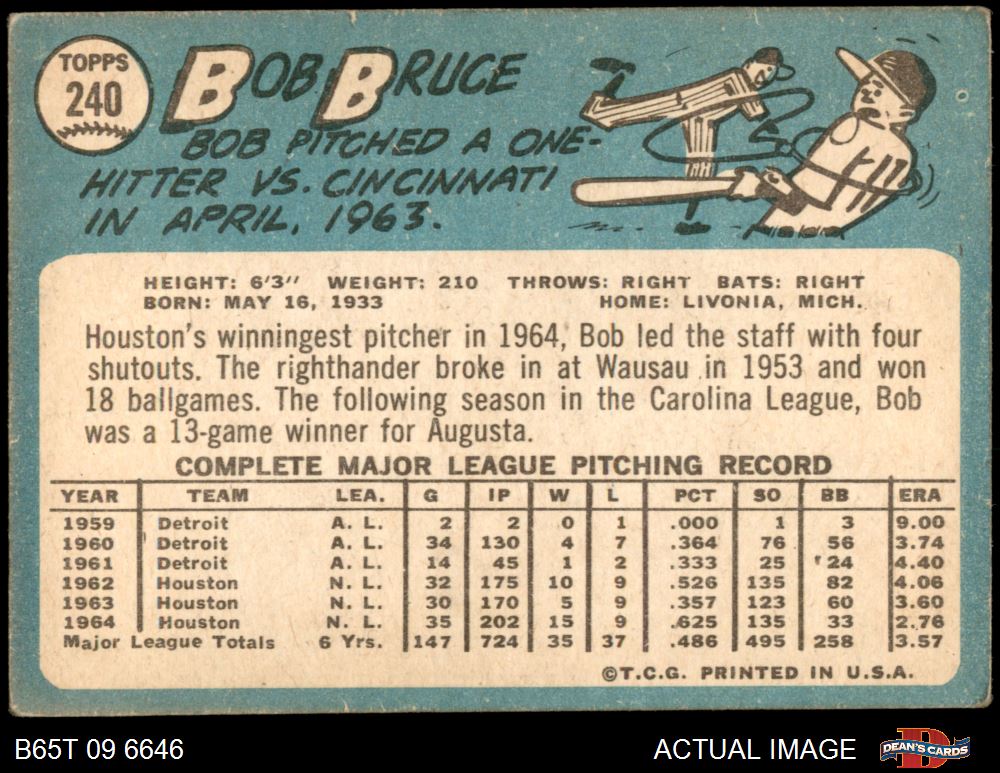 TOPPS
240
BOB BRUCE
BOB PITCHED A ONE-
HITTER VS. CINCINNATI
IN APRIL, 1963.
HEIGHT: 6'3" WEIGHT: 210 THROWS: RIGHT BATS: RIGHT
BORN: MAY 16, 1933 HOME: LIVONIA, MICH.
Houston's winningest pitcher in 1964, Bob led the staff with four
shutouts. The righthander broke in at Wausau in 1953 and won
18 ballgames. The following season in the Carolina League, Bob
was a 13-game winner for Augusta.
COMPLETE MAJOR LEAGUE PITCHING RECORD
YEAR TEAM LEA. G IP W L PCT SO BB ERA
1959 Detroit A. L. 2 2 0 1 .000 1 3 9.00
1960 Detroit A. L. 34 130 4 7 .364 76 56 3.74
1961 Detroit A. L. 14 45 1 2 .333 25 24 4.40
1962 Houston N. L. 32 175 10 9 .526 135 82 4.06
1963 Houston N. L. 30 170 5 9 .357 123 60 3.60
1964 Houston N. L. 35 202 15 9 .625 135 33 2.76
Major League Totals 6 Yrs. 147 724 35 37 .486 495 258 3.57
©T.C.G. PRINTED IN U.S.A.
B65T 09 6646 ACTUAL IMAGE DEAN'S CARDS